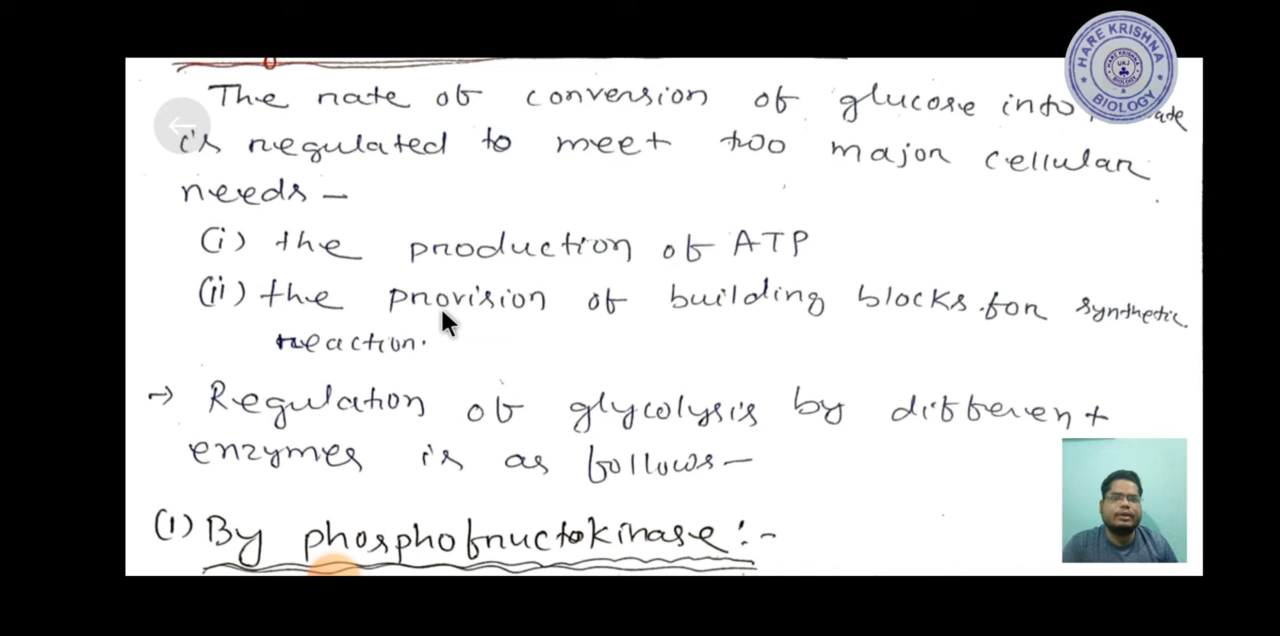 The rate of conversion of glucose into
is regulated to meet two major cellular
needs —
(i) the production of ATP
(ii) the provision of building blocks for synthetic
reaction.
→ Regulation of glycolysis by different
enzymes is as follows —
(1) By phosphofructokinase :-
HARE KRISHNA
BIOLOGY
UKJ